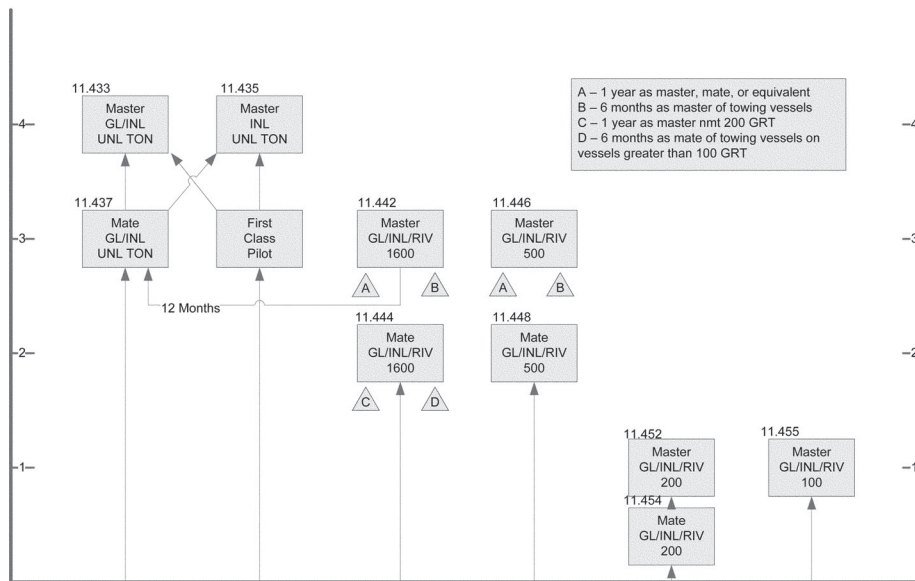 11.433
Master
GL/INL
UNL TON
11.435
Master
INL
UNL TON
A – 1 year as master, mate, or equivalent
B – 6 months as master of towing vessels
C – 1 year as master nmt 200 GRT
D – 6 months as mate of towing vessels on
vessels greater than 100 GRT
4
4
11.437
Mate
GL/INL
UNL TON
First
Class
Pilot
11.442
Master
GL/INL/RIV
1600
11.446
Master
GL/INL/RIV
500
3
3
A
B
A
B
12 Months
11.444
Mate
GL/INL/RIV
1600
11.448
Mate
GL/INL/RIV
500
2
2
C
D
11.452
Master
GL/INL/RIV
200
11.455
Master
GL/INL/RIV
100
1
1
11.454
Mate
GL/INL/RIV
200